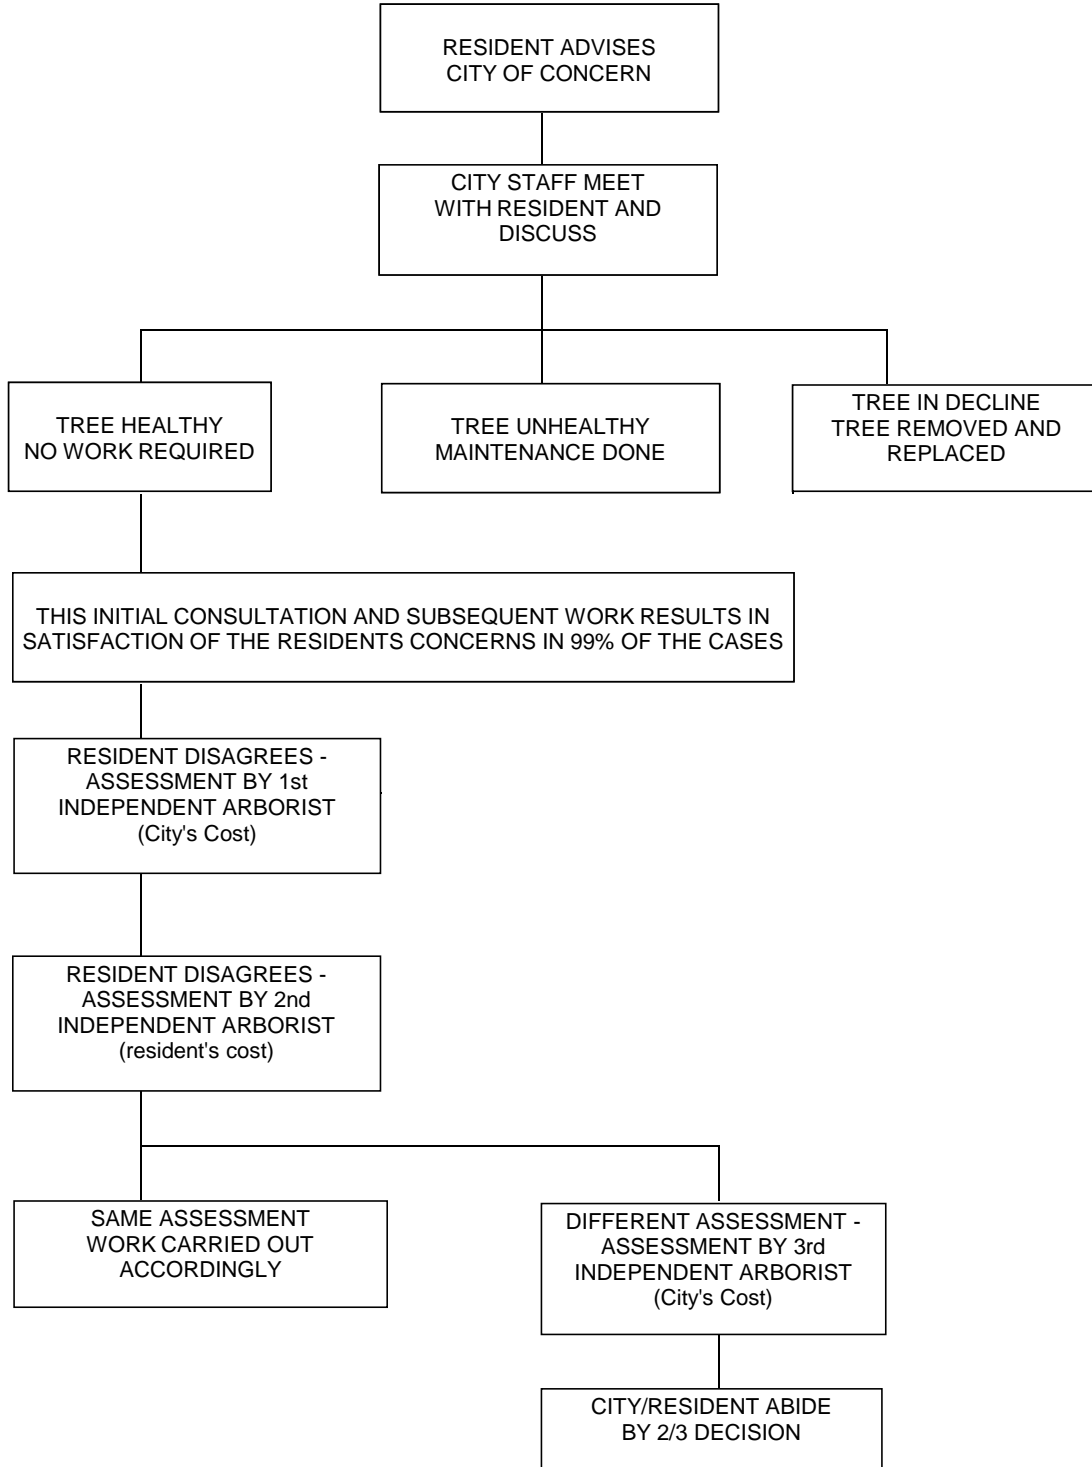 RESIDENT ADVISES
CITY OF CONCERN
CITY STAFF MEET
WITH RESIDENT AND
DISCUSS
TREE HEALTHY
NO WORK REQUIRED
TREE UNHEALTHY
MAINTENANCE DONE
TREE IN DECLINE
TREE REMOVED AND
REPLACED
THIS INITIAL CONSULTATION AND SUBSEQUENT WORK RESULTS IN
SATISFACTION OF THE RESIDENTS CONCERNS IN 99% OF THE CASES
RESIDENT DISAGREES -
ASSESSMENT BY 1st
INDEPENDENT ARBORIST
(City's Cost)
RESIDENT DISAGREES -
ASSESSMENT BY 2nd
INDEPENDENT ARBORIST
(resident's cost)
SAME ASSESSMENT
WORK CARRIED OUT
ACCORDINGLY
DIFFERENT ASSESSMENT -
ASSESSMENT BY 3rd
INDEPENDENT ARBORIST
(City's Cost)
CITY/RESIDENT ABIDE
BY 2/3 DECISION